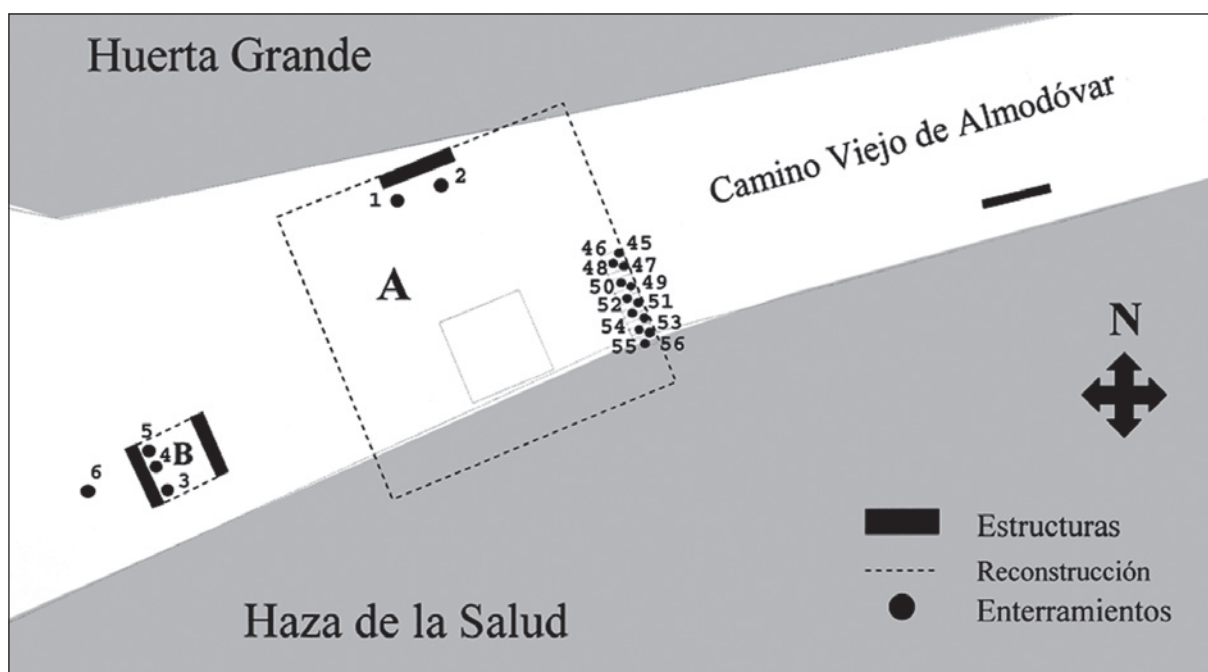 Huerta Grande
Camino Viejo de Almodóvar
1 2
A
46 45
48 47
50 49
52 51
54 53
55 56
N
5
4 B
6
3
Estructuras
Reconstrucción
Enterramientos
Haza de la Salud